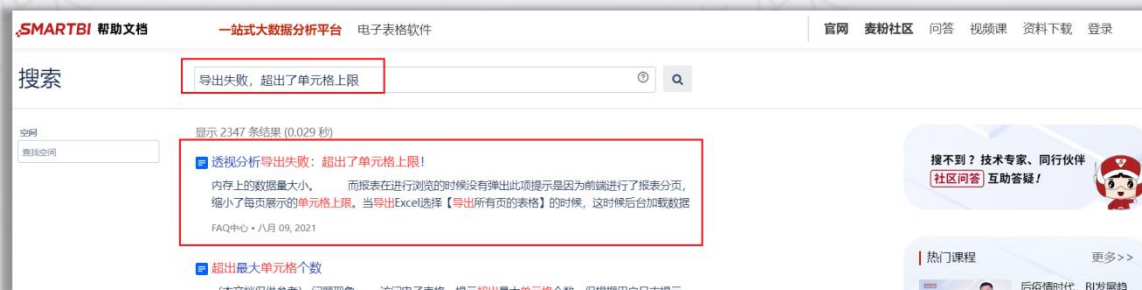 SMARTBI 帮助文档
一站式大数据分析平台 电子表格软件
官网 麦粉社区 问答 视频课 资料下载 登录
搜索
导出失败，超出了单元格上限
空间
查找空间
显示 2347 条结果 (0.029 秒)
透视分析导出失败：超出了单元格上限！
内存上的数据量大小。 而报表在进行浏览的时候没有弹出此项提示是因为前端进行了报表分页，
缩小了每页展示的单元格上限。当导出Excel选择【导出所有页的表格】的时候，这时候后台加载数据
FAQ中心 • 八月 09, 2021
搜不到？技术专家、同行伙伴
社区问答 互助答疑！
热门课程 更多>>
超出最大单元格个数